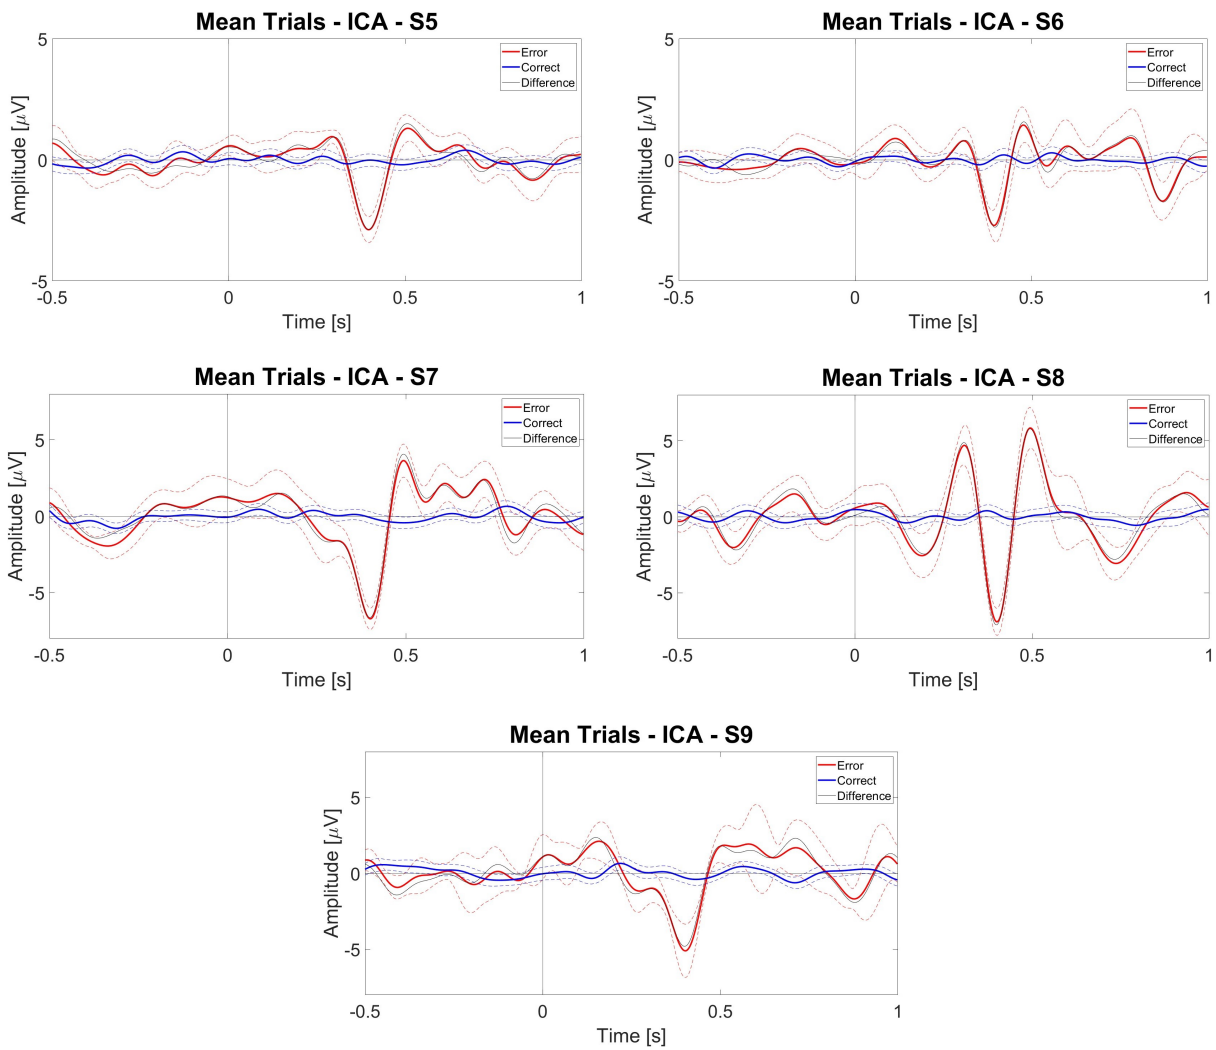 Mean Trials - ICA - S5
5
0
-5
Amplitude [μV]
Error
Correct
Difference
-0.5
0
0.5
1
Time [s]
Mean Trials - ICA - S6
5
0
-5
Amplitude [μV]
Error
Correct
Difference
-0.5
0
0.5
1
Time [s]
Mean Trials - ICA - S7
5
0
-5
Amplitude [μV]
Error
Correct
Difference
-0.5
0
0.5
1
Time [s]
Mean Trials - ICA - S8
5
0
-5
Amplitude [μV]
Error
Correct
Difference
-0.5
0
0.5
1
Time [s]
Mean Trials - ICA - S9
5
0
-5
Amplitude [μV]
Error
Correct
Difference
-0.5
0
0.5
1
Time [s]